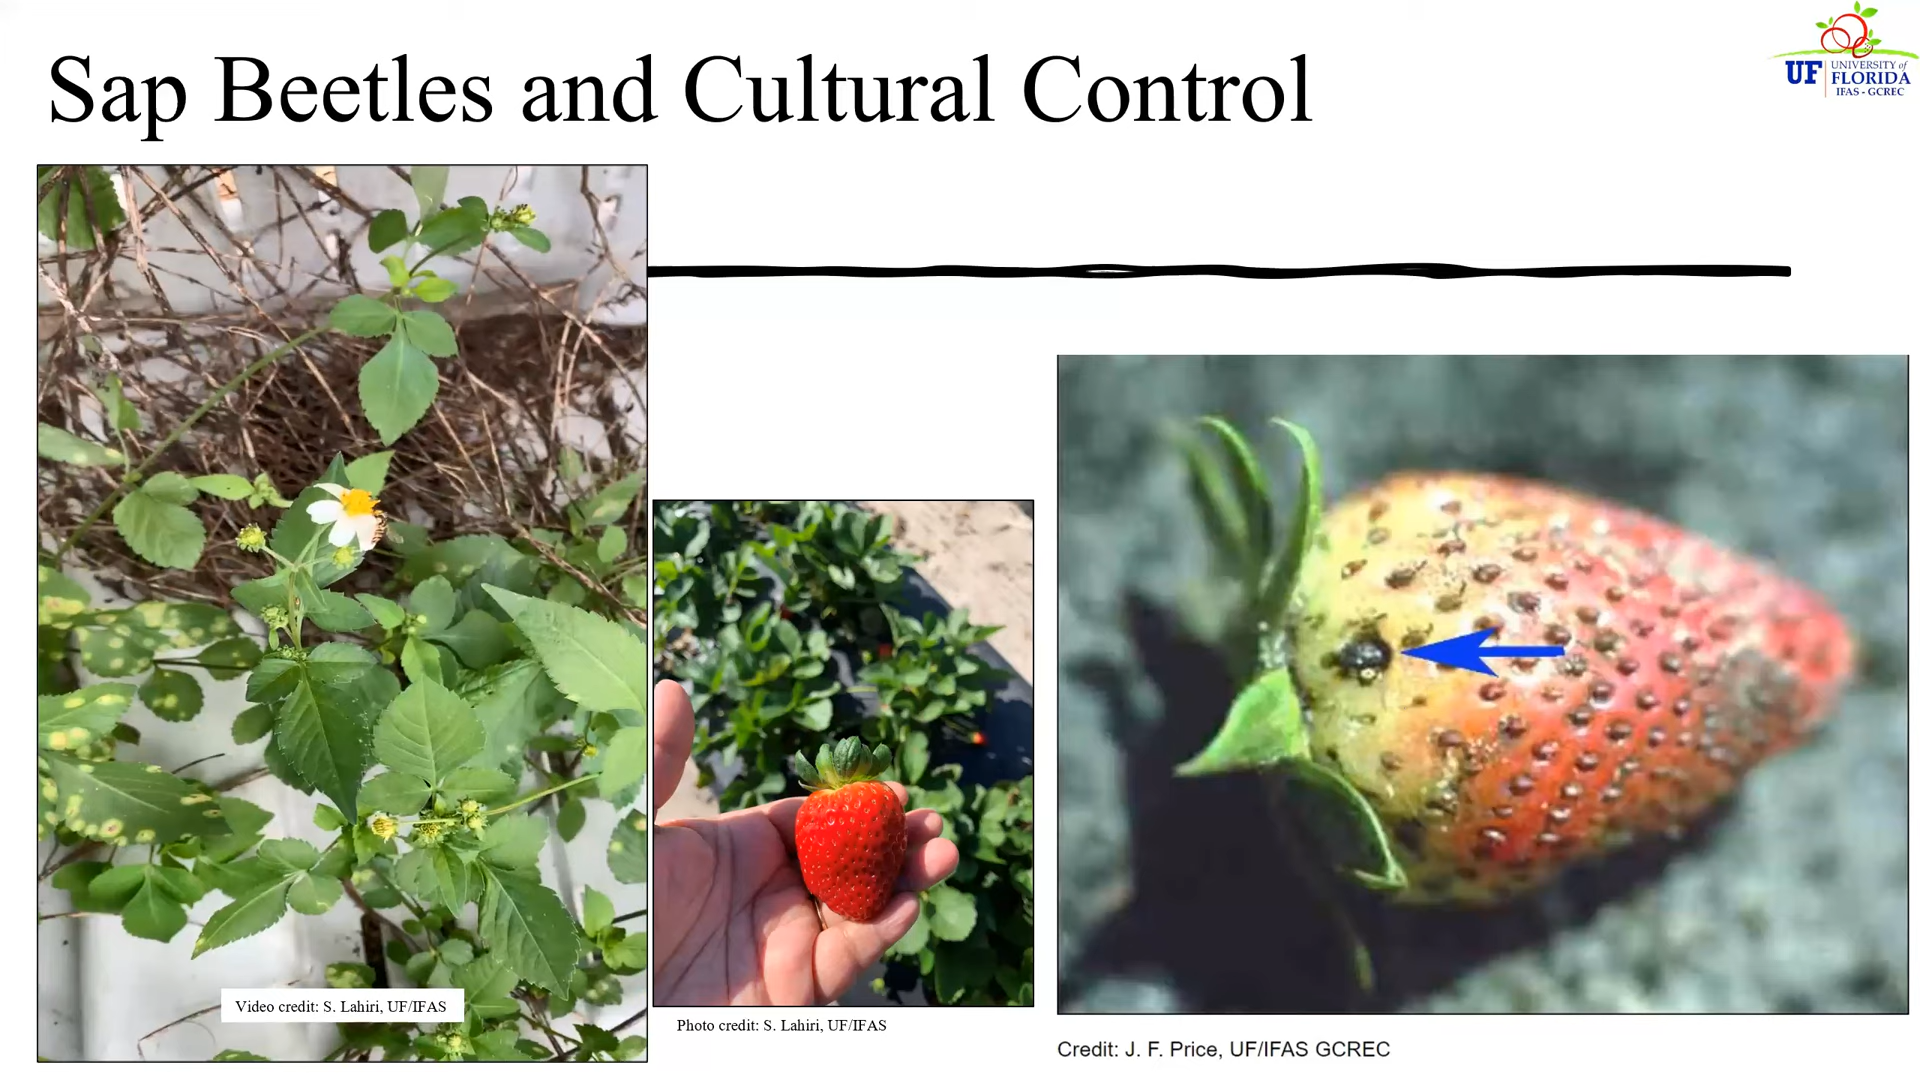 Sap Beetles and Cultural Control
UF UNIVERSITY of
FLORIDA
IFAS - GCREC
Video credit: S. Lahiri, UF/IFAS
Photo credit: S. Lahiri, UF/IFAS
Credit: J. F. Price, UF/IFAS GCREC